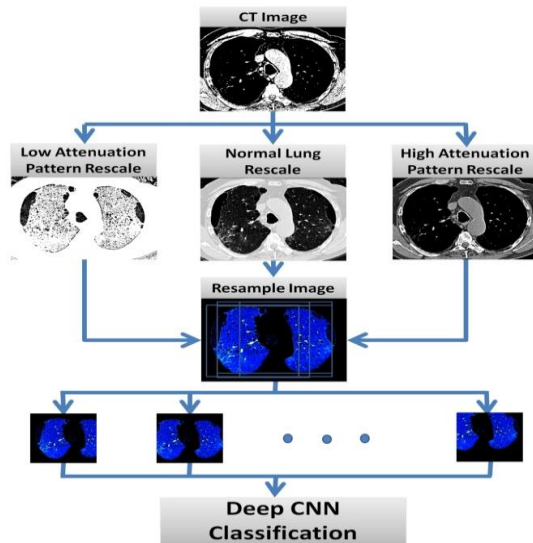 CT Image
Low Attenuation
Pattern Rescale
Normal Lung
Rescale
High Attenuation
Pattern Rescale
Resample Image
Deep CNN
Classification